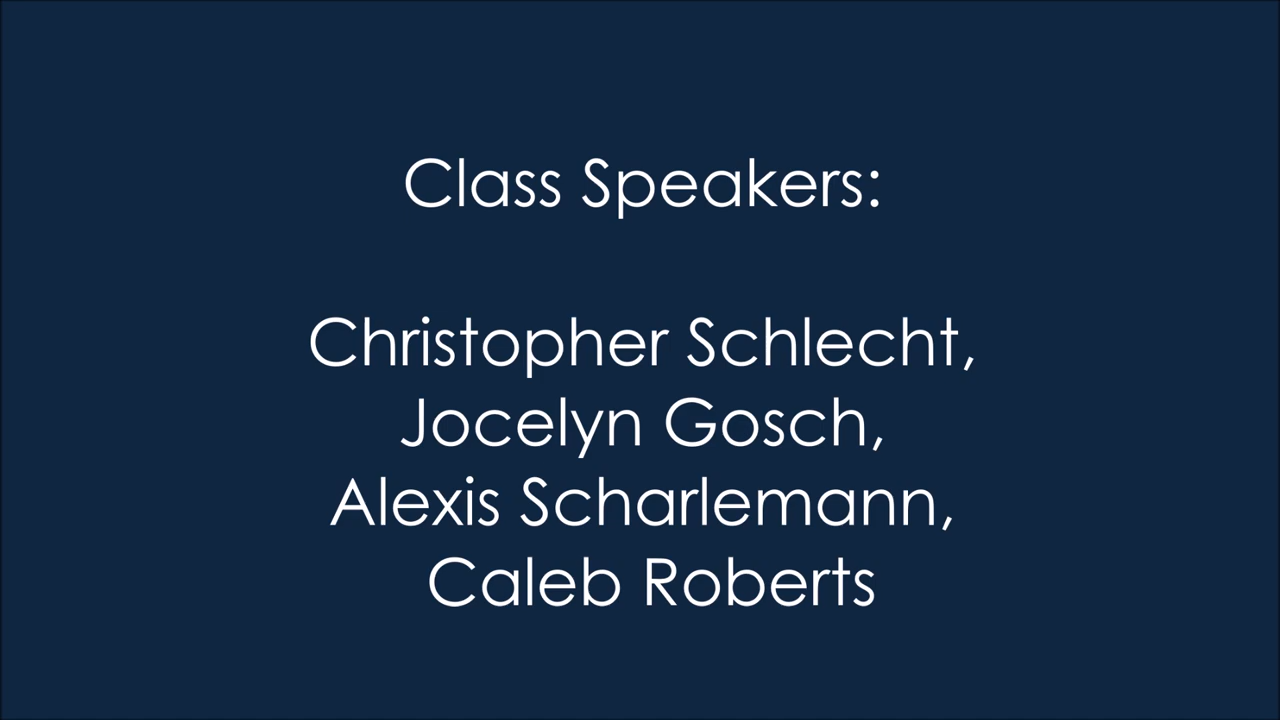 Class Speakers:
Christopher Schlecht,
Jocelyn Gosch,
Alexis Scharlemann,
Caleb Roberts